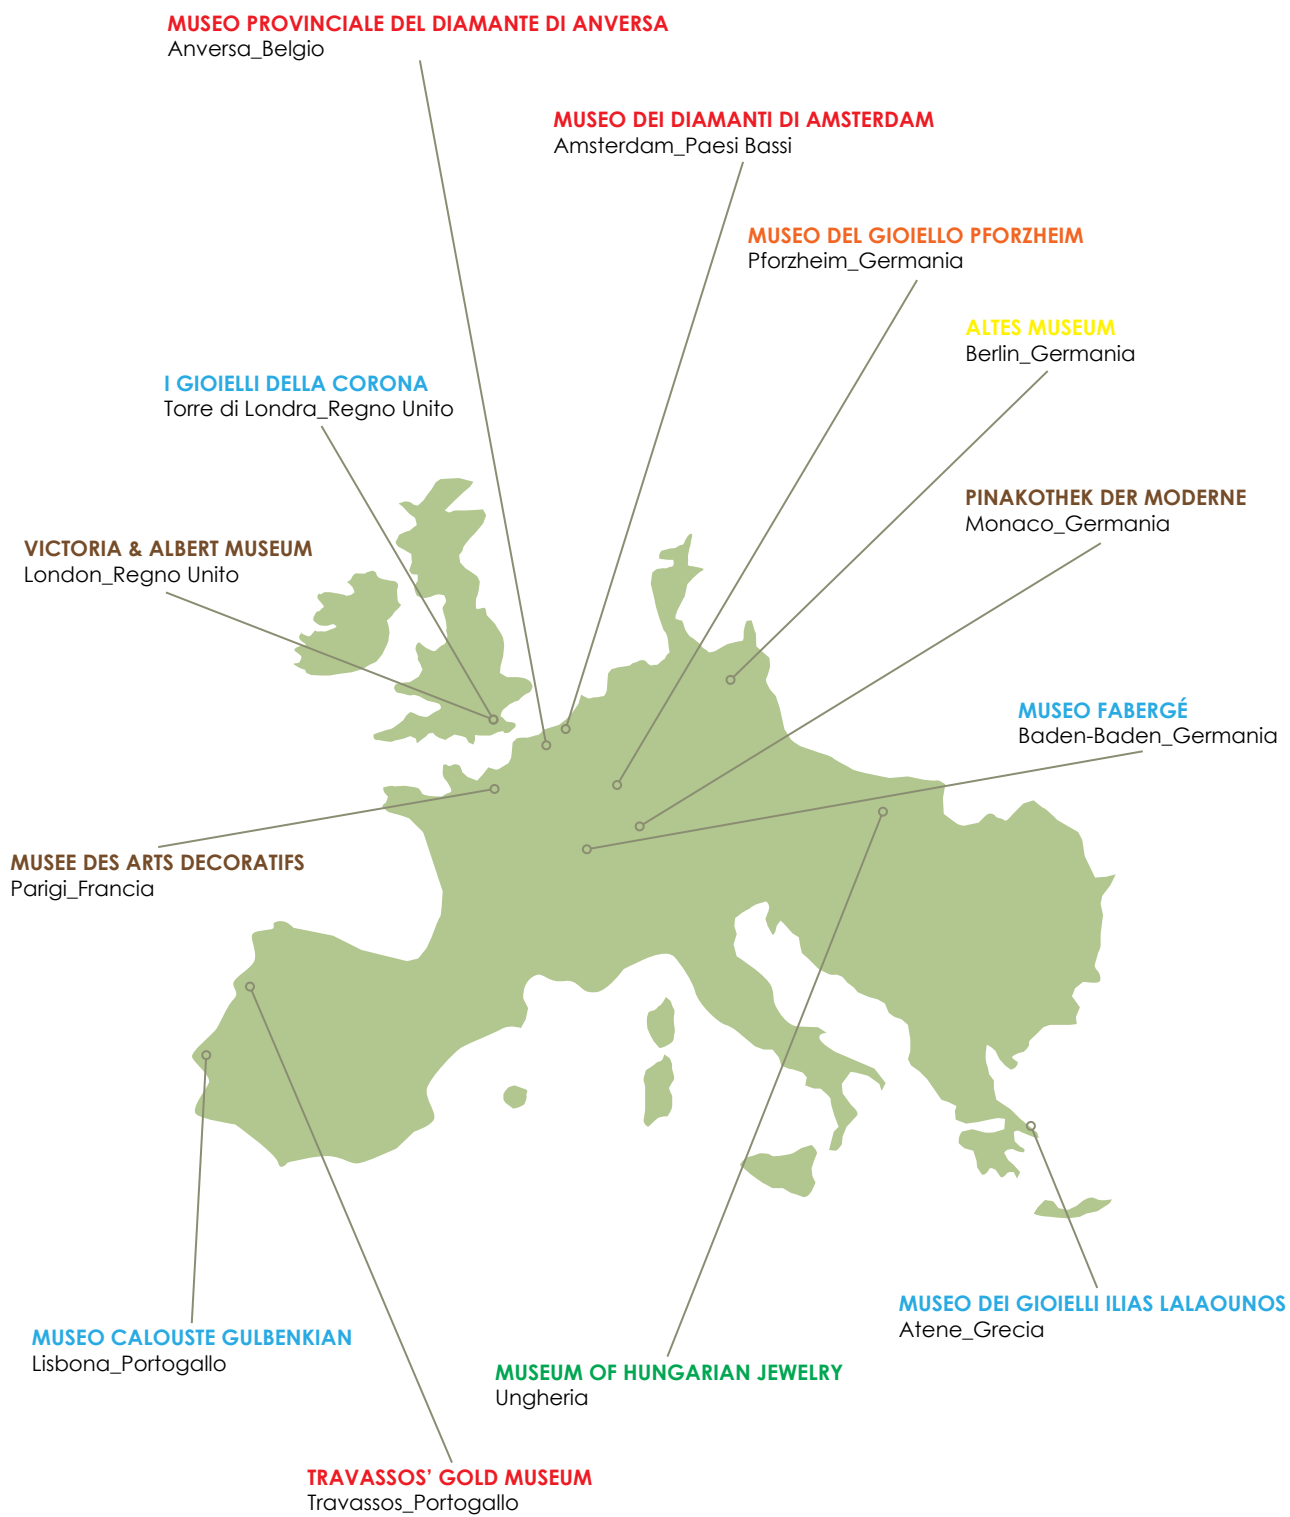 MUSEO PROVINCIALE DEL DIAMANTE DI ANVERSA
Anversa_Belgio
MUSEO DEI DIAMANTI DI AMSTERDAM
Amsterdam_Paesi Bassi
MUSEO DEL GIOIELLO PFORZHEIM
Pforzheim_Germania
ALTES MUSEUM
Berlin_Germania
I GIOIELLI DELLA CORONA
Torre di Londra_Regno Unito
PINAKOTHEK DER MODERNE
Monaco_Germania
VICTORIA & ALBERT MUSEUM
London_Regno Unito
MUSEO FABERGÉ
Baden-Baden_Germania
MUSEE DES ARTS DECORATIFS
Parigi_Francia
MUSEO DEI GIOIELLI ILIAS LALAOUNOS
Atene_Grecia
MUSEO CALOUSTE GULBENKIAN
Lisbona_Portogallo
MUSEUM OF HUNGARIAN JEWELRY
Ungheria
TRAVASSOS’ GOLD MUSEUM
Travassos_Portogallo